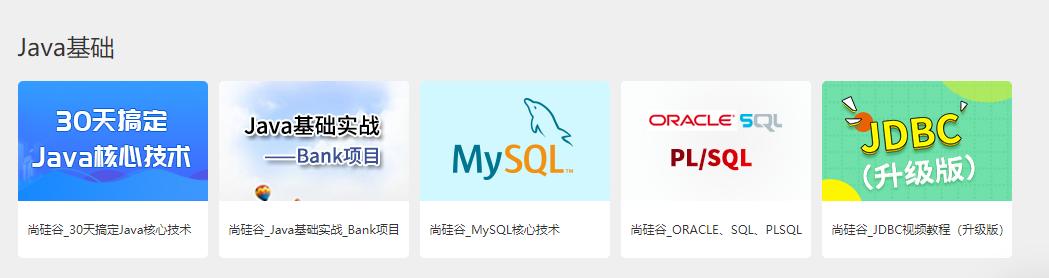 Java基础
30天搞定
Java核心技术
Java基础实战
——Bank项目
MySQL™
ORACLE SQL
PL/SQL
JDBC
（升级版）
尚硅谷_30天搞定Java核心技术
尚硅谷_Java基础实战_Bank项目
尚硅谷_MySQL核心技术
尚硅谷_ORACLE、SQL、PLSQL
尚硅谷_JDBC视频教程（升级版）